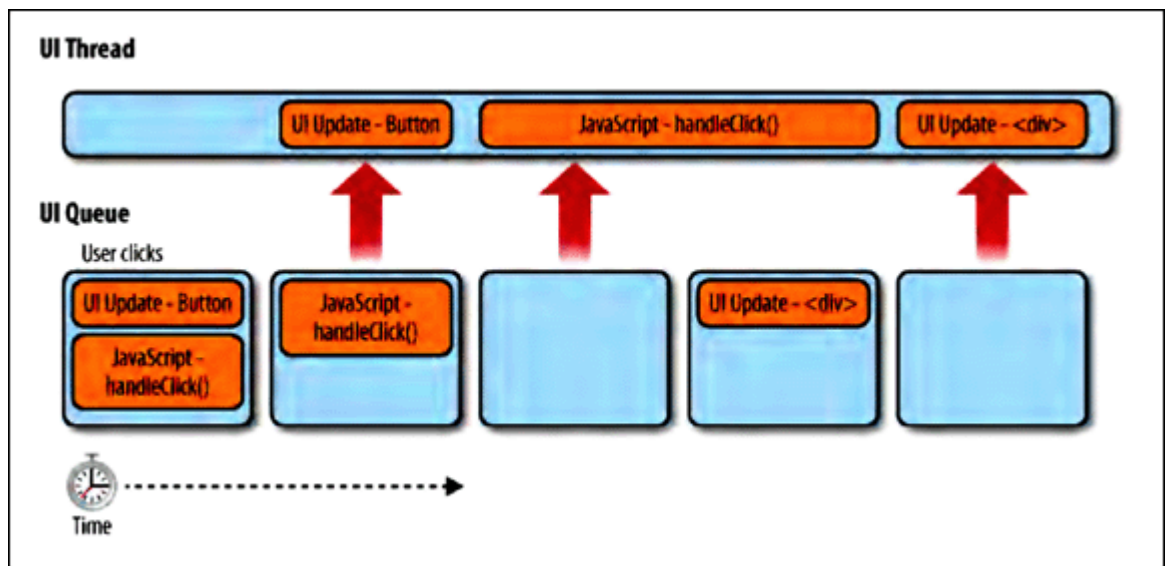 UI Thread
UI Update - Button
JavaScript - handleClick()
UI Update - <div>
UI Queue
User clicks
UI Update - Button
JavaScript -
handleClick()
JavaScript -
handleClick()
UI Update - <div>
Time